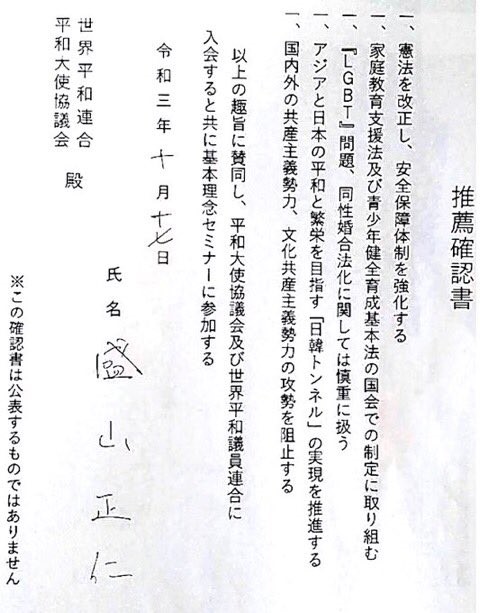 推薦確認書
一、憲法を改正し、安全保障体制を強化する
一、家庭教育支援法及び青少年健全育成基本法の国会での制定に取り組む
一、『LGBT』問題、同性婚合法化に関しては慎重に扱う
一、アジアと日本の平和と繁栄を目指す「日韓トンネル」の実現を推進する
一、国内外の共産主義勢力、文化共産主義勢力の攻勢を阻止する
以上の趣旨に賛同し、平和大使協議会及び世界平和議員連合に
入会すると共に基本理念セミナーに参加する
令和三年十月十七日
世界平和連合
平和大使協議会 殿
氏名 盛山正仁
※この確認書は公表するものではありません